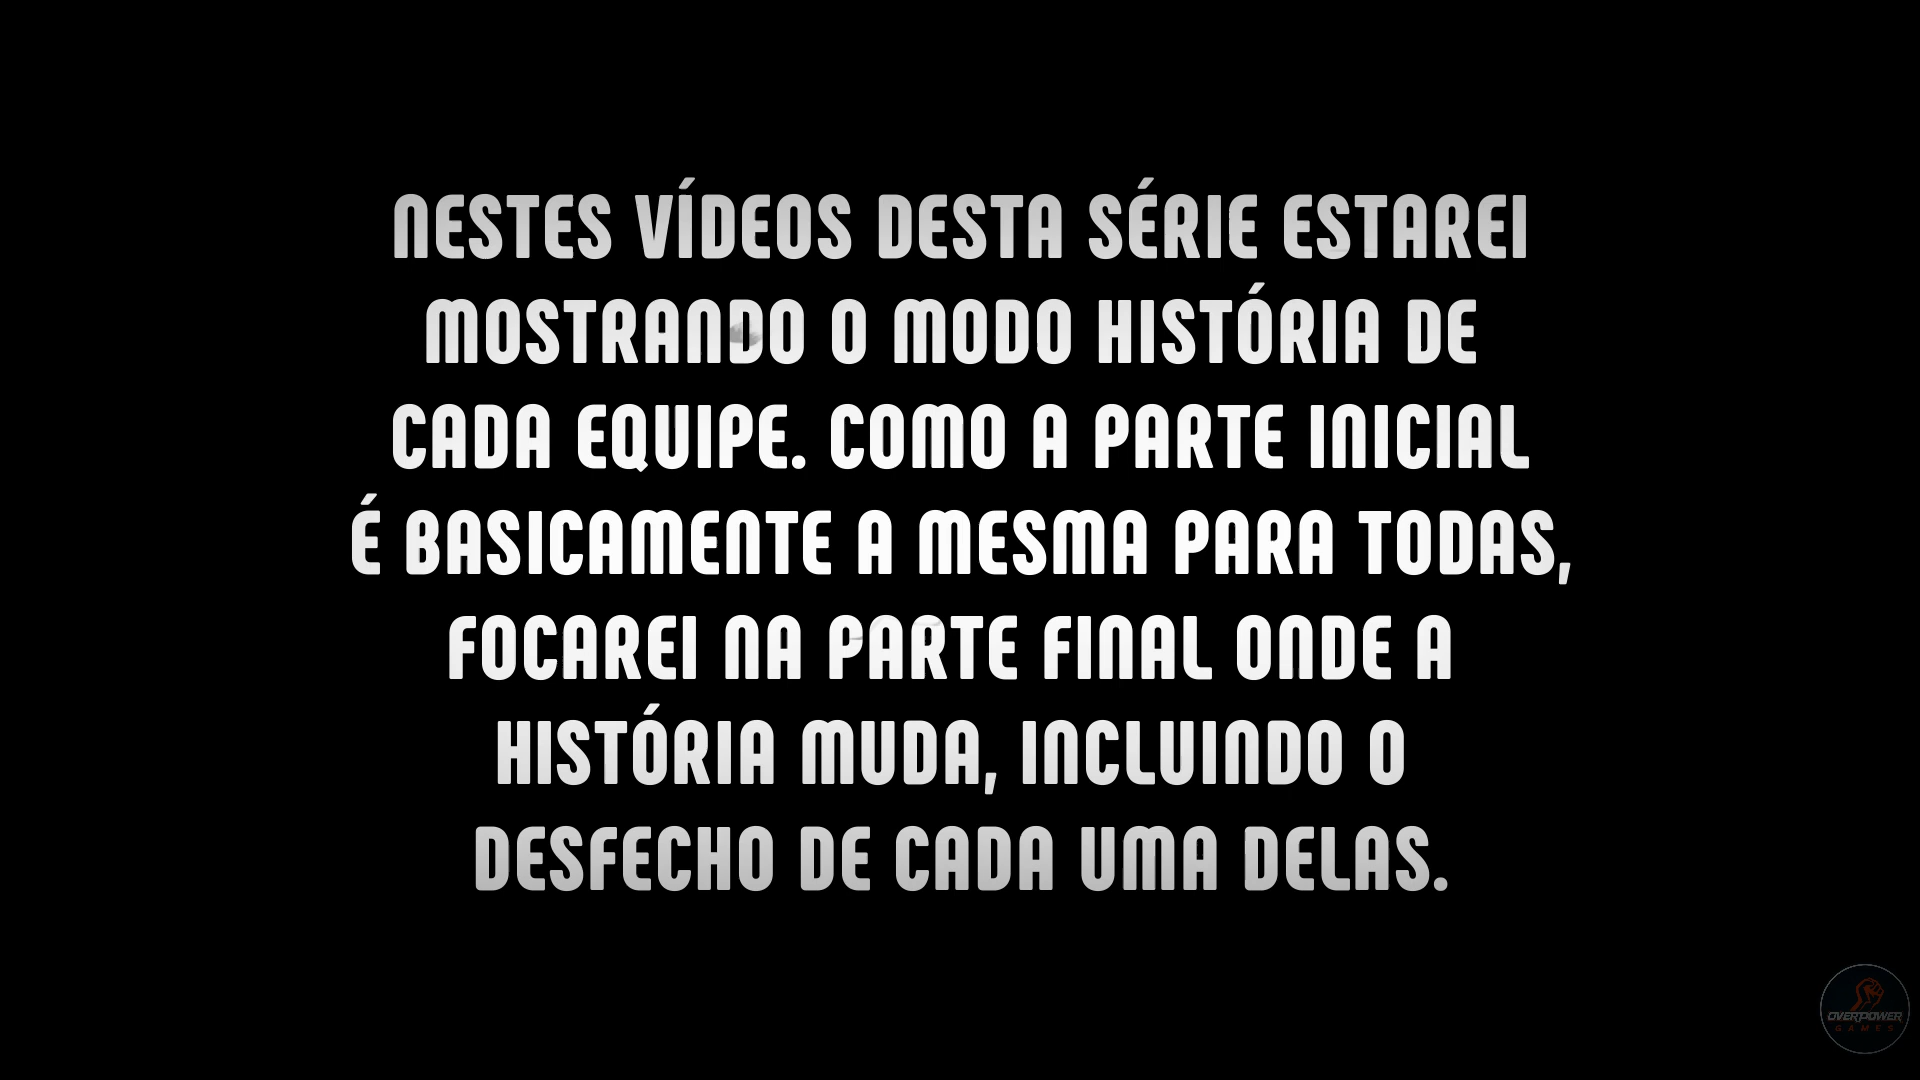 NESTES VÍDEOS DESTA SÉRIE ESTAREI
MOSTRANDO O MODO HISTÓRIA DE
CADA EQUIPE. COMO A PARTE INICIAL
É BASICAMENTE A MESMA PARA TODAS,
FOCAREI NA PARTE FINAL ONDE A
HISTÓRIA MUDA, INCLUINDO O
DESFECHO DE CADA UMA DELAS.
OVERPOWER
GAMES